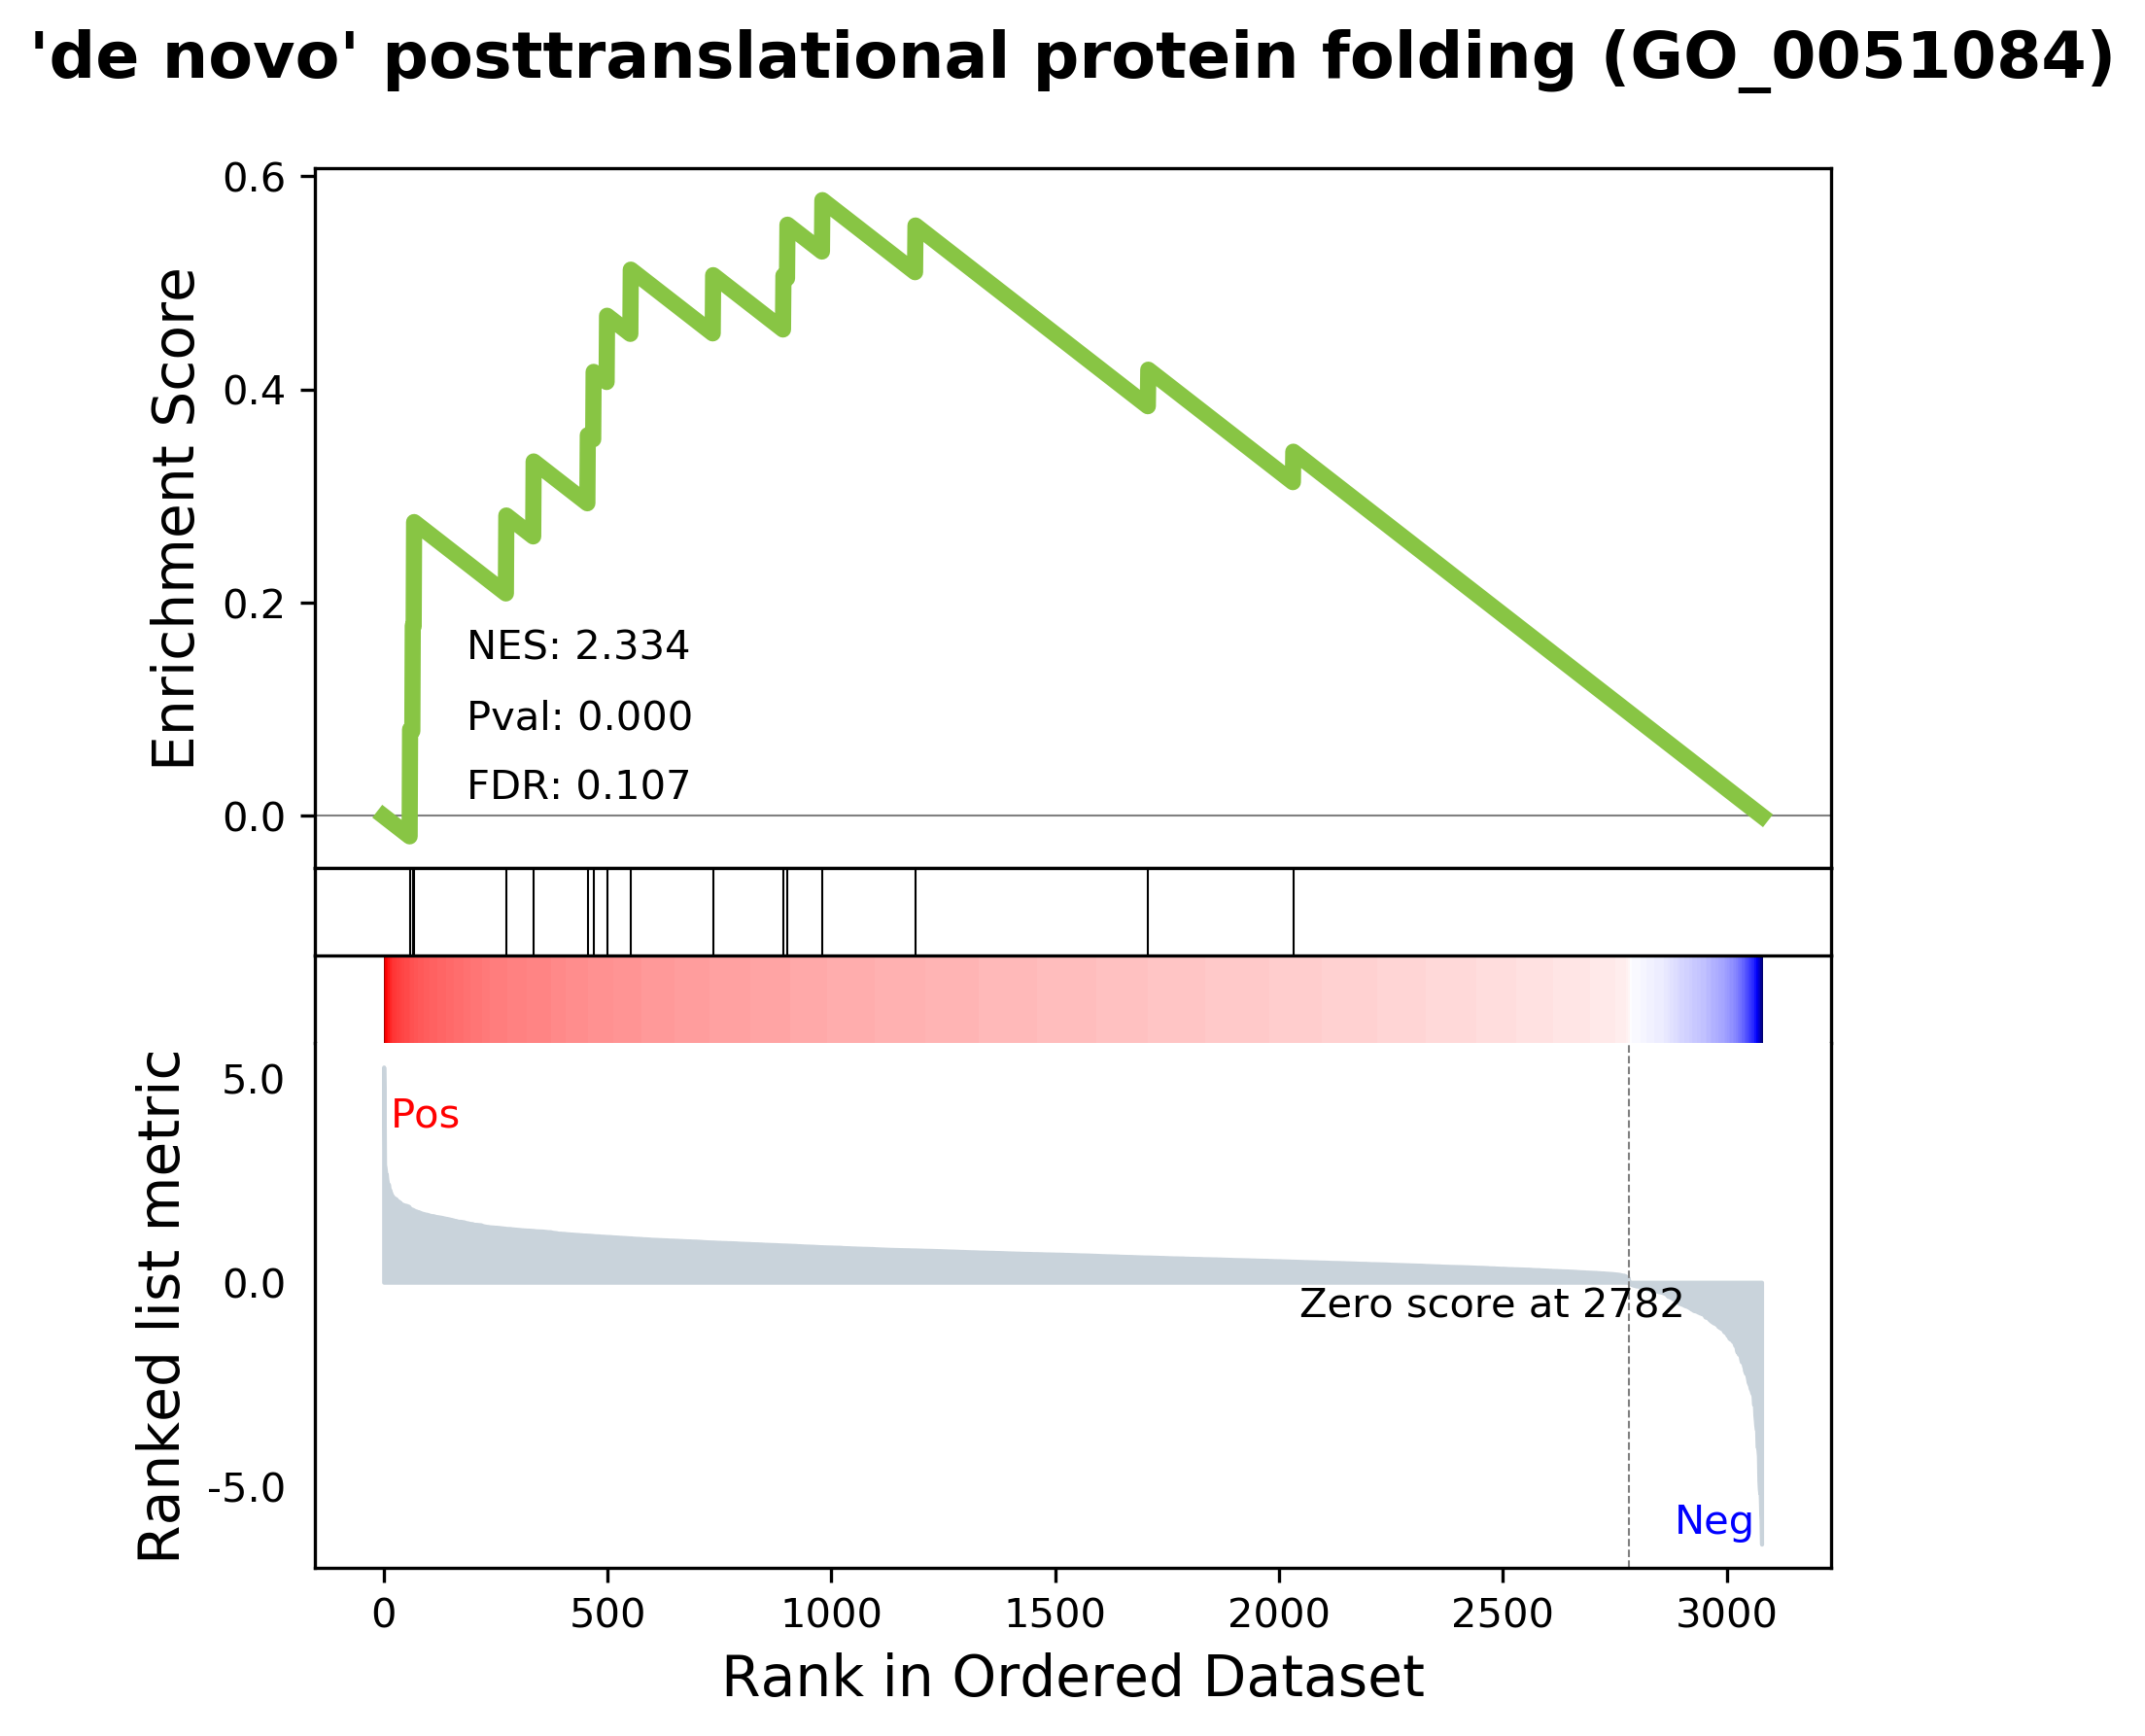 'de novo' posttranslational protein folding (GO_0051084)
0.6
0.4
0.2
0.0
Enrichment Score
NES: 2.334
Pval: 0.000
FDR: 0.107
5.0
0.0
-5.0
Ranked list metric
Pos
Zero score at 2782
Neg
0 500 1000 1500 2000 2500 3000
Rank in Ordered Dataset